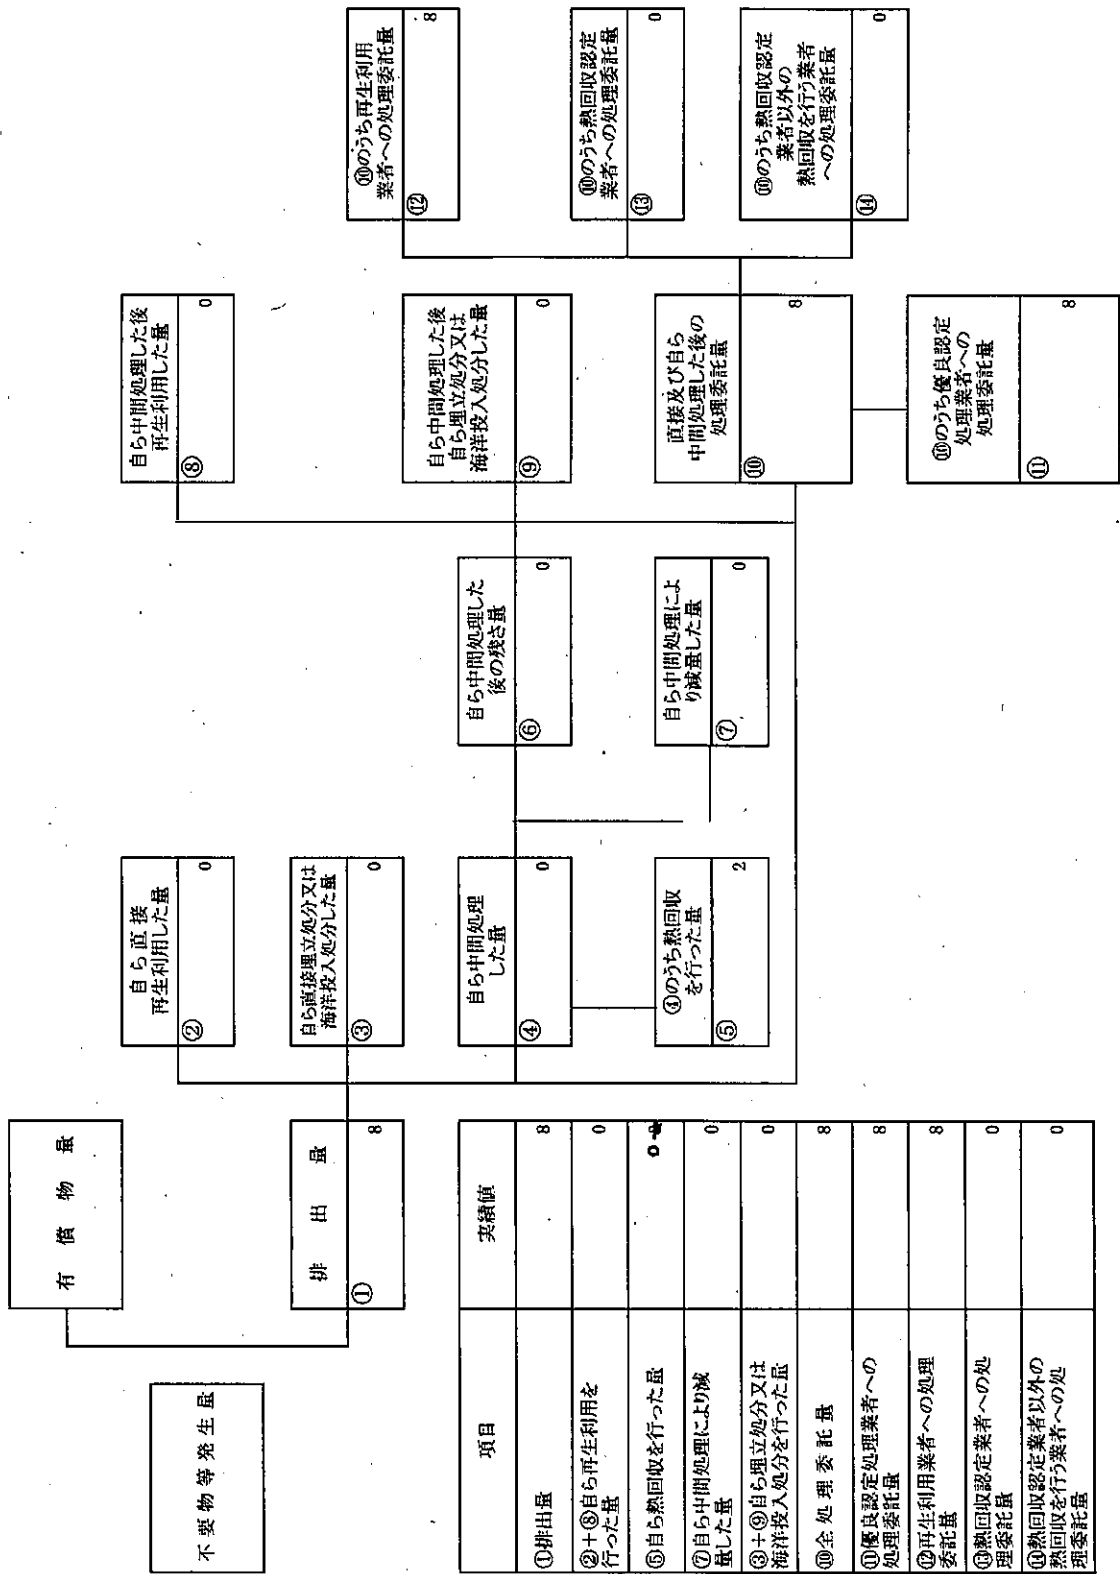 不要物等発生量
有償物量
排出量
① 8
自ら直接
再生利用した量
② 0
自ら直接埋立処分又は
海洋投入処分した量
③ 0
自ら中間処理
した量
④ 0
④のうち熱回収
を行った量
⑤ 2
自ら中間処理した
後の残さ量
⑥ 0
自ら中間処理によ
り減量した量
⑦ 0
自ら中間処理した後
再生利用した量
⑧ 0
自ら中間処理した後
自ら埋立処分又は
海洋投入処分した量
⑨ 0
直接及び自ら
中間処理した後の
処理委託量
⑩ 8
⑩のうち優良認定
処理業者への
処理委託量
⑪ 8
⑩のうち再生利用
業者への処理委託量
⑫ 8
⑩のうち熱回収認定
業者への処理委託量
⑬ 0
⑩のうち熱回収認定
業者以外の
熱回収を行う業者
への処理委託量
⑭ 0
項目 実績値
①排出量 8
②+⑧自ら再生利用を
行った量 0
⑤自ら熱回収を行った量 0
⑦自ら中間処理により減
量した量 0
③+⑨自ら埋立処分又は
海洋投入処分を行った量 0
⑩全処理委託量 8
⑪優良認定処理業者への
処理委託量 8
⑫再生利用業者への処理
委託量 8
⑬熱回収認定業者への処
理委託量 0
⑭熱回収認定業者以外の
熱回収を行う業者への処
理委託量 0